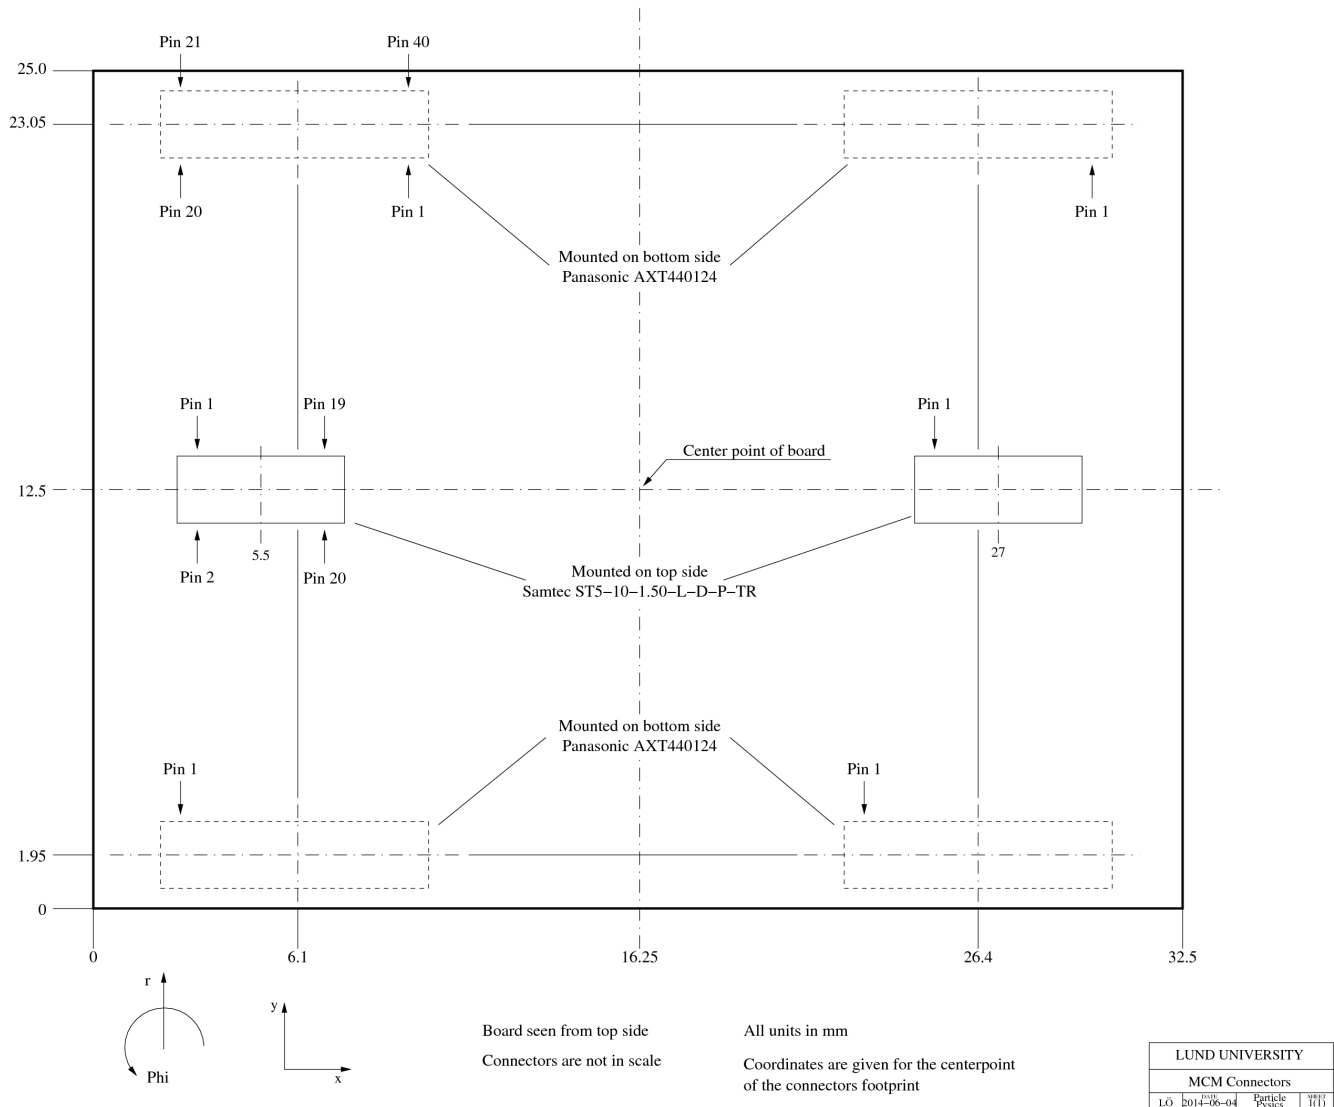 Pin 21
Pin 40
25.0
23.05
Pin 20
Pin 1
Pin 1
Mounted on bottom side
Panasonic AXT440124
Pin 1
Pin 19
Pin 1
Center point of board
12.5
5.5
27
Pin 2
Pin 20
Mounted on top side
Samtec ST5−10−1.50−L−D−P−TR
Mounted on bottom side
Panasonic AXT440124
Pin 1
Pin 1
1.95
0
0
6.1
16.25
26.4
32.5
r
y
Board seen from top side
All units in mm
Connectors are not in scale
Coordinates are given for the centerpoint
of the connectors footprint
Phi
x
LUND UNIVERSITY
MCM Connectors
LÖ
DATE
2014−06−04
Particle
Pysics
SHEET
1(1)